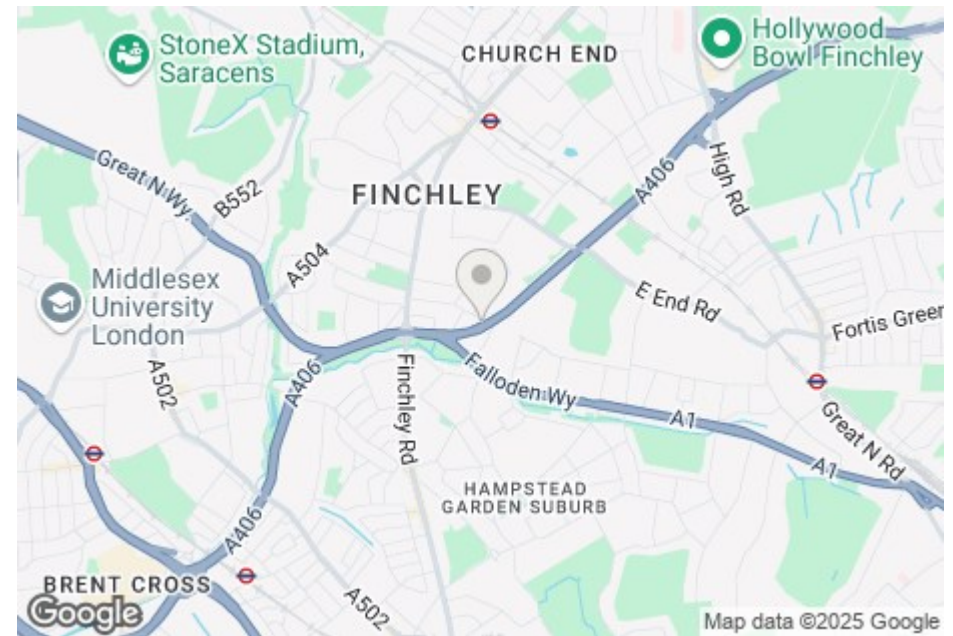 StoneX Stadium,
Saracens
CHURCH END
Hollywood
Bowl Finchley
Great N Wy
B552
FINCHLEY
High Rd
A406
A504
Middlesex
University
London
E End Rd
Fortis Green
A502
A406
Finchley Rd
Falloden Wy
A1
Great N Rd
A1
HAMPSTEAD
GARDEN SUBURB
A406
BRENT CROSS
A502
Google
Map data ©2025 Google